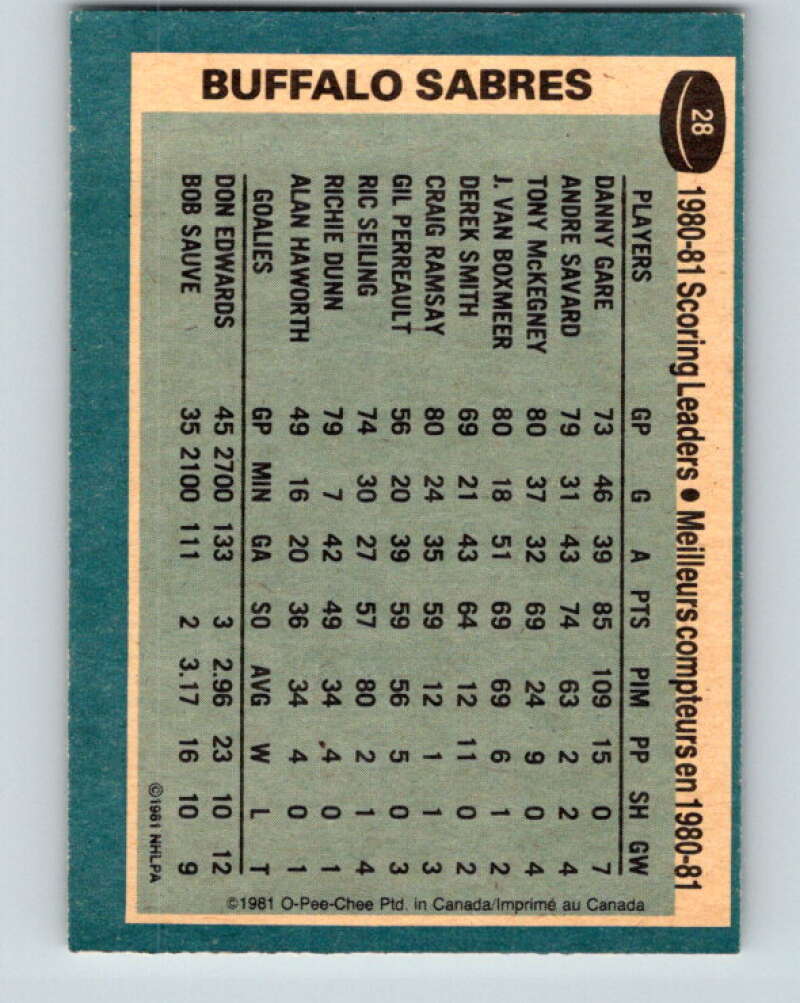 BUFFALO SABRES
28
1980-81 Scoring Leaders • Meilleurs compteurs en 1980-81
PLAYERS GP G A PTS PIM PP SH GW
DANNY GARE 73 46 39 85 109 15 0 7
ANDRE SAVARD 79 31 43 74 63 2 2 4
TONY McKEGNEY 80 37 32 69 24 9 0 4
J. VAN BOXMEER 80 18 51 69 69 6 1 2
DEREK SMITH 69 21 43 64 12 11 0 2
CRAIG RAMSAY 80 24 35 59 12 1 1 3
GIL PERREAULT 56 20 39 59 56 5 0 3
RIC SEILING 74 30 27 57 80 2 1 4
RICHIE DUNN 79 7 42 49 34 4 0 1
ALAN HAWORTH 49 16 20 36 34 4 0 1
GOALIES GP MIN GA SO AVG W L T
DON EDWARDS 45 2700 133 3 2.96 23 10 12
BOB SAUVE 35 2100 111 2 3.17 16 10 9
©1981 NHLPA
©1981 O-Pee-Chee Ptd. in Canada/Imprimé au Canada